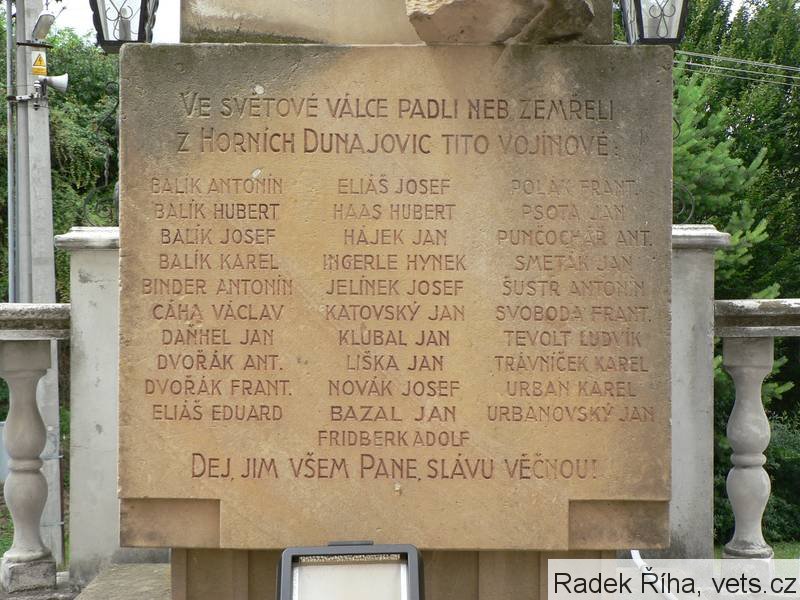 VE SVĚTOVÉ VÁLCE PADLI NEB ZEMŘELI
Z HORNÍCH DUNAJOVIC TITO VOJÍNOVÉ:
BALÍK ANTONÍN ELIÁŠ JOSEF POLÁK FRANT.
BALÍK HUBERT HAAS HUBERT PSOTA JAN
BALÍK JOSEF HÁJEK JAN PUNČOCHÁŘ ANT.
BALÍK KAREL INGERLE HYNEK SMETÁK JAN
BINDER ANTONÍN JELÍNEK JOSEF ŠUSTR ANTONÍN
CÁHA VÁCLAV KATOVSKÝ JAN SVOBODA FRANT.
DAŇHEL JAN KLUBAL JAN TEVOLT LUDVÍK
DVOŘÁK ANT. LIŠKA JAN TRÁVNÍČEK KAREL
DVOŘÁK FRANT. NOVÁK JOSEF URBAN KAREL
ELIÁŠ EDUARD BAZAL JAN URBANOVSKÝ JAN
FRIDBERK ADOLF
DEJ, JIM VŠEM PANE, SLÁVU VĚČNOU!
Radek Říha, vets.cz